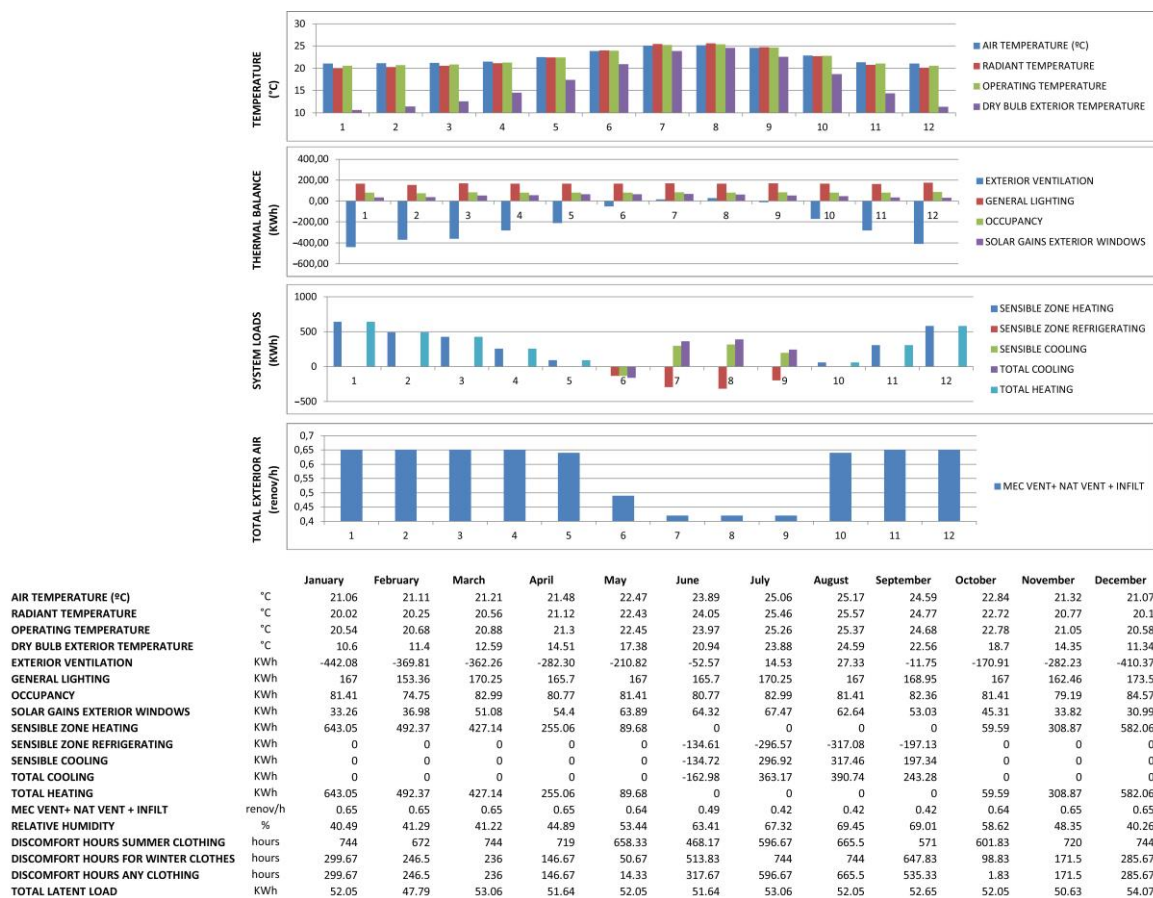 TEMPERATURE
(°C)
30
25
20
15
10
1 2 3 4 5 6 7 8 9 10 11 12
AIR TEMPERATURE (ºC)
RADIANT TEMPERATURE
OPERATING TEMPERATURE
DRY BULB EXTERIOR TEMPERATURE
THERMAL BALANCE
(KWh)
400,00
200,00
0,00
−200,00
−400,00
−600,00
1 2 3 4 5 6 7 8 9 10 11 12
EXTERIOR VENTILATION
GENERAL LIGHTING
OCCUPANCY
SOLAR GAINS EXTERIOR WINDOWS
SYSTEM LOADS
(KWh)
1000
500
0
−500
1 2 3 4 5 6 7 8 9 10 11 12
SENSIBLE ZONE HEATING
SENSIBLE ZONE REFRIGERATING
SENSIBLE COOLING
TOTAL COOLING
TOTAL HEATING
TOTAL EXTERIOR AIR
(renov/h)
0,7
0,65
0,6
0,55
0,5
0,45
0,4
1 2 3 4 5 6 7 8 9 10 11 12
MEC VENT+ NAT VENT + INFILT
January February March April May June July August September October November December
AIR TEMPERATURE (ºC) °C 21.06 21.11 21.21 21.48 22.47 23.89 25.06 25.17 24.59 22.84 21.32 21.07
RADIANT TEMPERATURE °C 20.02 20.25 20.56 21.12 22.43 24.05 25.46 25.57 24.77 22.72 20.77 20.1
OPERATING TEMPERATURE °C 20.54 20.68 20.88 21.3 22.45 23.97 25.26 25.37 24.68 22.78 21.05 20.58
DRY BULB EXTERIOR TEMPERATURE °C 10.6 11.4 12.59 14.51 17.38 20.94 23.88 24.59 22.56 18.7 14.35 11.34
EXTERIOR VENTILATION KWh -442.08 -369.81 -362.26 -282.30 -210.82 -52.57 14.53 27.33 -11.75 -170.91 -282.23 -410.37
GENERAL LIGHTING KWh 167 153.36 170.25 165.7 167 165.7 170.25 167 168.95 167 162.46 173.5
OCCUPANCY KWh 81.41 74.75 82.99 80.77 81.41 80.77 82.99 81.41 82.36 81.41 79.19 84.57
SOLAR GAINS EXTERIOR WINDOWS KWh 33.26 36.98 51.08 54.4 63.89 64.32 67.47 62.64 53.03 45.31 33.82 30.99
SENSIBLE ZONE HEATING KWh 643.05 492.37 427.14 255.06 89.68 0 0 0 0 59.59 308.87 582.06
SENSIBLE ZONE REFRIGERATING KWh 0 0 0 0 0 -134.61 -296.57 -317.08 -197.13 0 0 0
SENSIBLE COOLING KWh 0 0 0 0 0 -134.72 296.92 317.46 197.34 0 0 0
TOTAL COOLING KWh 0 0 0 0 0 -162.98 363.17 390.74 243.28 0 0 0
TOTAL HEATING KWh 643.05 492.37 427.14 255.06 89.68 0 0 0 0 59.59 308.87 582.06
MEC VENT+ NAT VENT + INFILT renov/h 0.65 0.65 0.65 0.65 0.64 0.49 0.42 0.42 0.42 0.64 0.65 0.65
RELATIVE HUMIDITY % 40.49 41.29 41.22 44.89 53.44 63.41 67.32 69.45 69.01 58.62 48.35 40.26
DISCOMFORT HOURS SUMMER CLOTHING hours 744 672 744 719 658.33 468.17 596.67 665.5 571 601.83 720 744
DISCOMFORT HOURS FOR WINTER CLOTHES hours 299.67 246.5 236 146.67 50.67 513.83 744 744 647.83 98.83 171.5 285.67
DISCOMFORT HOURS ANY CLOTHING hours 299.67 246.5 236 146.67 14.33 317.67 596.67 665.5 535.33 1.83 171.5 285.67
TOTAL LATENT LOAD KWh 52.05 47.79 53.06 51.64 52.05 51.64 53.06 52.05 52.65 52.05 50.63 54.07